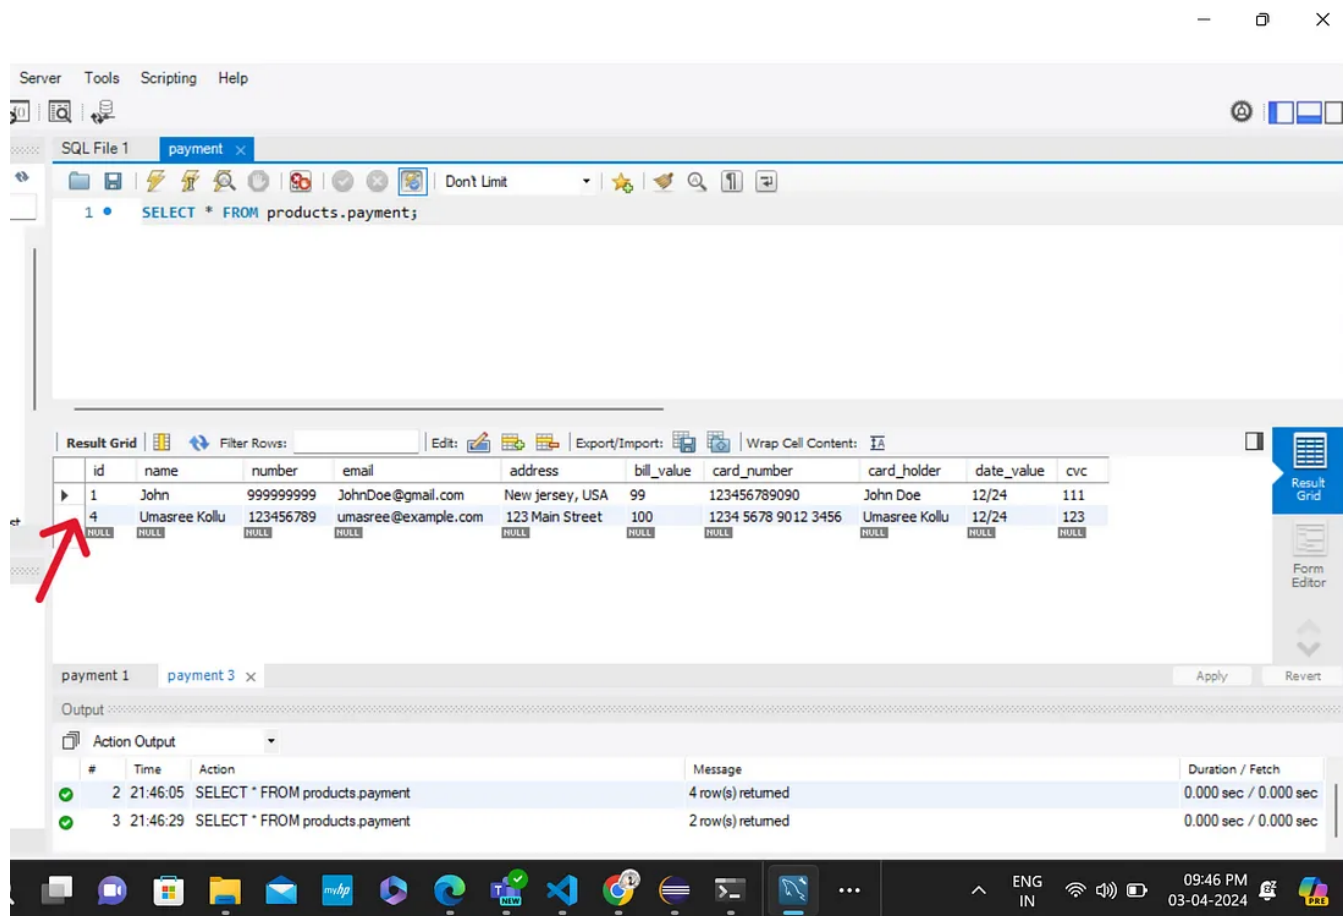 Server Tools Scripting Help
SQL File 1 payment
Don't Limit
1 SELECT * FROM products.payment;
Result Grid Filter Rows: Edit: Export/Import: Wrap Cell Content:
id name number email address bill_value card_number card_holder date_value cvc
1 John 999999999 JohnDoe@gmail.com New jersey, USA 99 123456789090 John Doe 12/24 111
4 Umasree Kollu 123456789 umasree@example.com 123 Main Street 100 1234 5678 9012 3456 Umasree Kollu 12/24 123
NULL NULL NULL NULL NULL NULL NULL NULL NULL NULL
Result
Grid
Form
Editor
payment 1 payment 3 Apply Revert
Output
Action Output
# Time Action Message Duration / Fetch
2 21:46:05 SELECT * FROM products.payment 4 row(s) returned 0.000 sec / 0.000 sec
3 21:46:29 SELECT * FROM products.payment 2 row(s) returned 0.000 sec / 0.000 sec
myhp NEW 1 ENG 09:46 PM
IN 03-04-2024 PRE